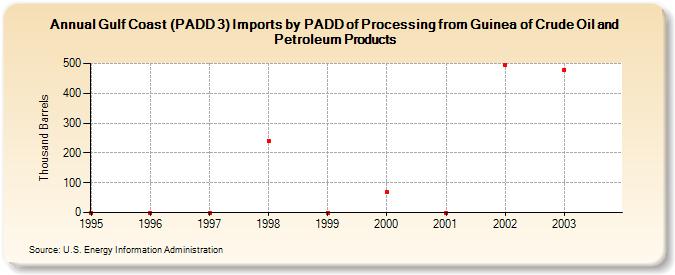 Annual Gulf Coast (PADD 3) Imports by PADD of Processing from Guinea of Crude Oil and
Petroleum Products
Thousand Barrels
500
400
300
200
100
0
1995 1996 1997 1998 1999 2000 2001 2002 2003
Source: U.S. Energy Information Administration